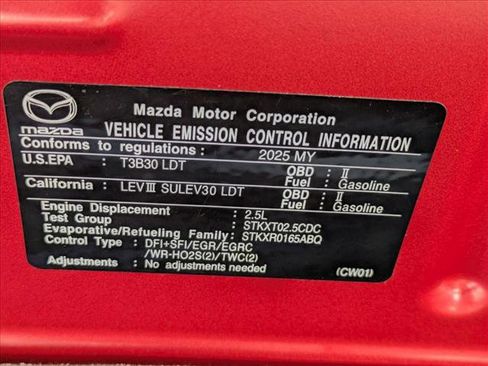 mazda
Mazda Motor Corporation
VEHICLE EMISSION CONTROL INFORMATION
Conforms to regulations : 2025 MY
U.S.EPA : T3B30 LDT OBD : II
Fuel : Gasoline
California : LEVIII SULEV30 LDT OBD : II
Fuel : Gasoline
Engine Displacement : 2.5L
Test Group : STKXT02.5CDC
Evaporative/Refueling Family: STKXR0165ABQ
Control Type : DFI+SFI/EGR/EGRC
/WR-HO2S(2)/TWC(2)
Adjustments : No adjustments needed
(CW01)